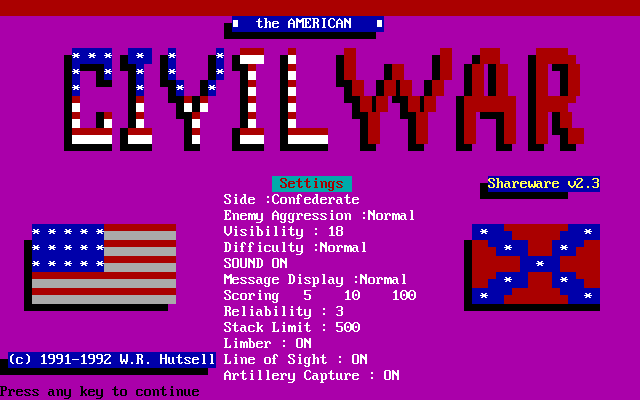 the AMERICAN
CIVIL WAR
Settings
Shareware v2.3
Side :Confederate
Enemy Aggression :Normal
Visibility : 18
Difficulty :Normal
SOUND ON
Message Display :Normal
Scoring 5 10 100
Reliability : 3
Stack Limit : 500
Limber : ON
(c) 1991-1992 W.R. Hutsell
Line of Sight : ON
Artillery Capture : ON
Press any key to continue